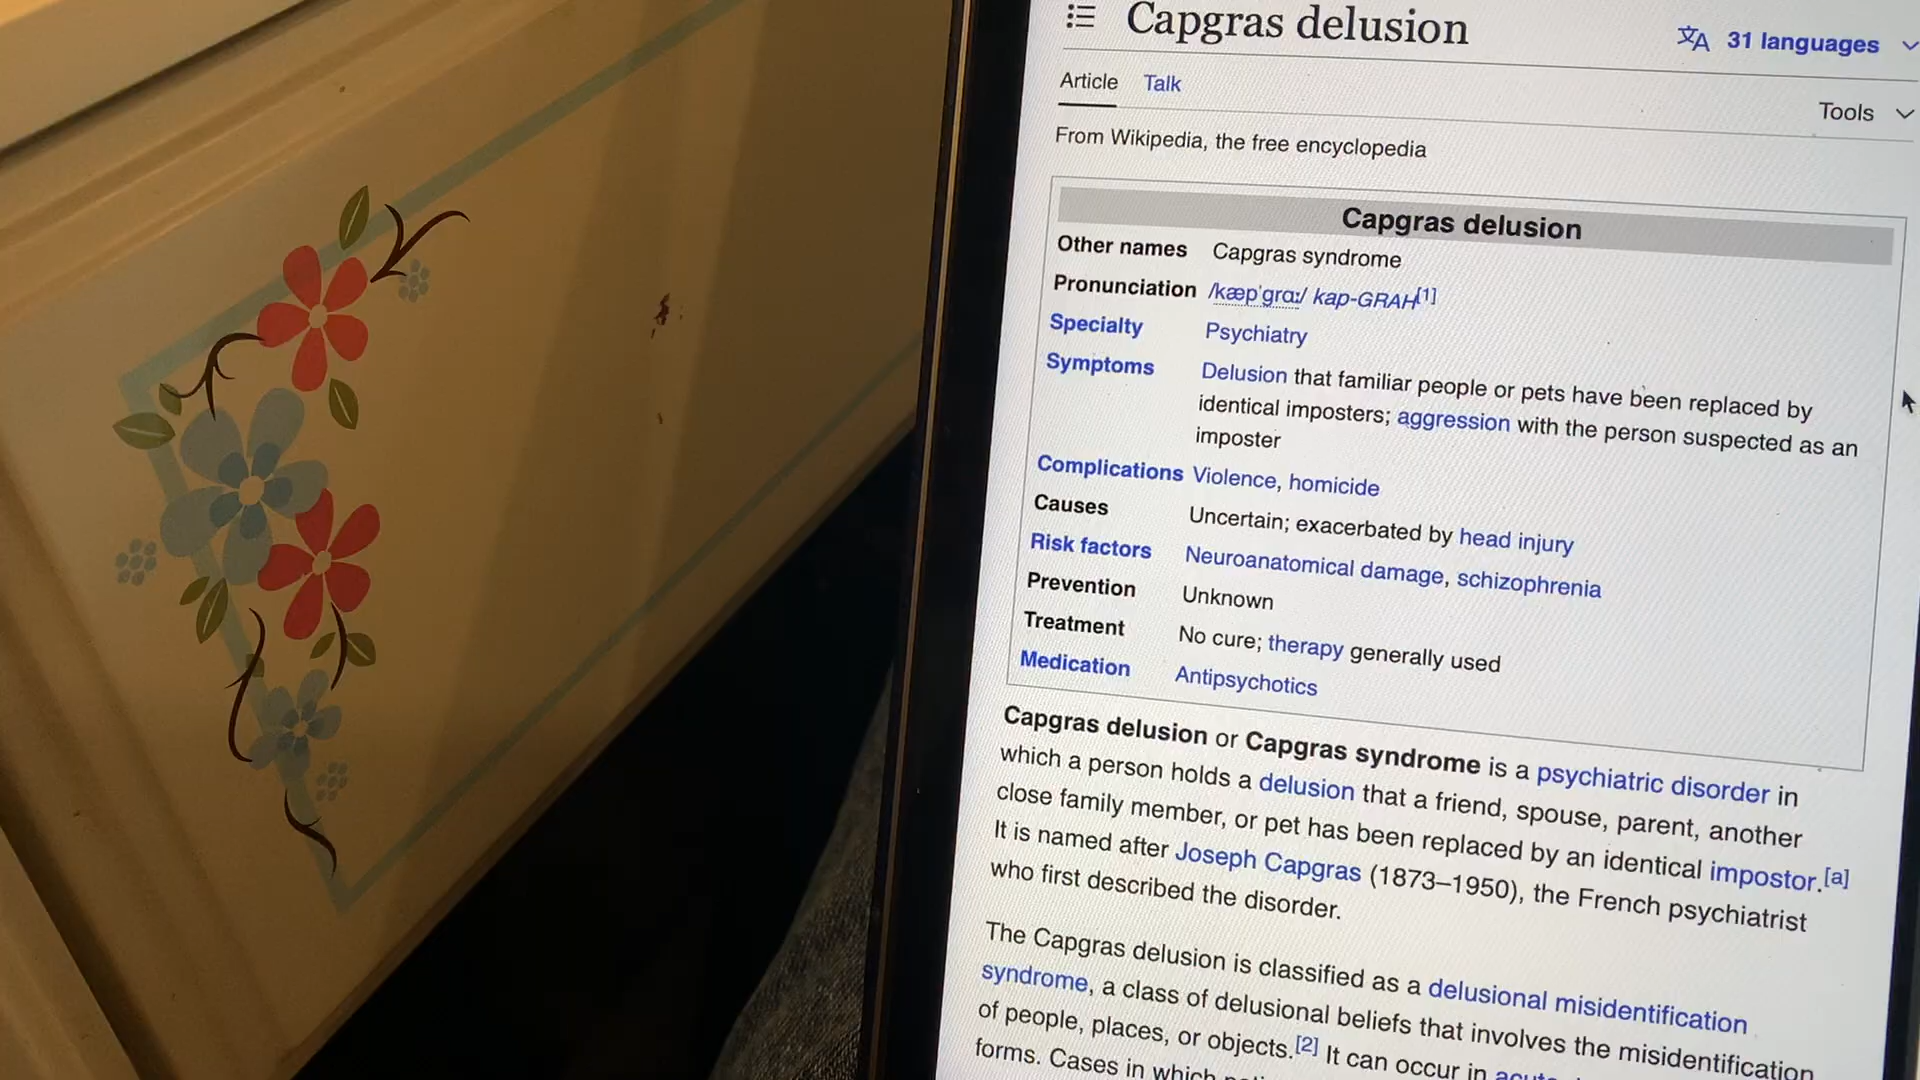 Capgras delusion
31 languages
Article Talk
Tools
From Wikipedia, the free encyclopedia
Capgras delusion
Other names Capgras syndrome
Pronunciation /kæpˈɡrɑː/ kap-GRAH[1]
Specialty Psychiatry
Symptoms Delusion that familiar people or pets have been replaced by
identical imposters; aggression with the person suspected as an
imposter
Complications Violence, homicide
Causes Uncertain; exacerbated by head injury
Risk factors Neuroanatomical damage, schizophrenia
Prevention Unknown
Treatment No cure; therapy generally used
Medication Antipsychotics
Capgras delusion or Capgras syndrome is a psychiatric disorder in
which a person holds a delusion that a friend, spouse, parent, another
close family member, or pet has been replaced by an identical impostor.[a]
It is named after Joseph Capgras (1873–1950), the French psychiatrist
who first described the disorder.
The Capgras delusion is classified as a delusional misidentification
syndrome, a class of delusional beliefs that involves the misidentification
of people, places, or objects.[2] It can occur in
forms. Cases in which